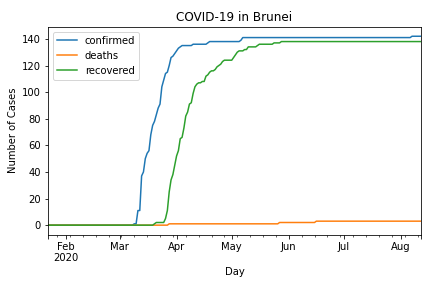 COVID-19 in Brunei
confirmed
deaths
recovered
Number of Cases
140
120
100
80
60
40
20
0
Feb
2020
Mar
Apr
May
Jun
Jul
Aug
Day